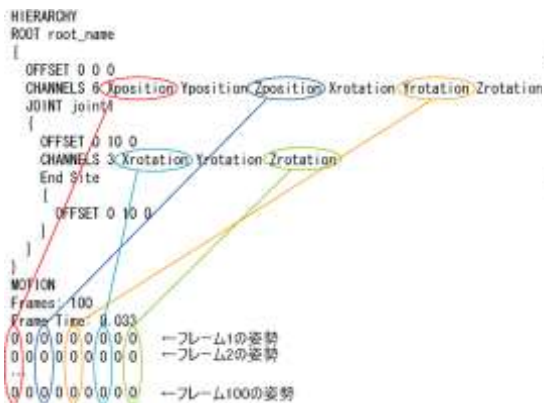 HIERARCHY
ROOT root_name
{
OFFSET 0 0 0
CHANNELS 6 Xposition Yposition Zposition Xrotation Yrotation Zrotation
JOINT joint1
{
OFFSET 0 10 0
CHANNELS 3 Xrotation Yrotation Zrotation
End Site
{
OFFSET 0 10 0
}
}
}
MOTION
Frames: 100
Frame Time: 0.033
0 0 0 0 0 0 0 0 0 ←フレーム1の姿勢
0 0 0 0 0 0 0 0 0 ←フレーム2の姿勢
...
0 0 0 0 0 0 0 0 0 ←フレーム100の姿勢